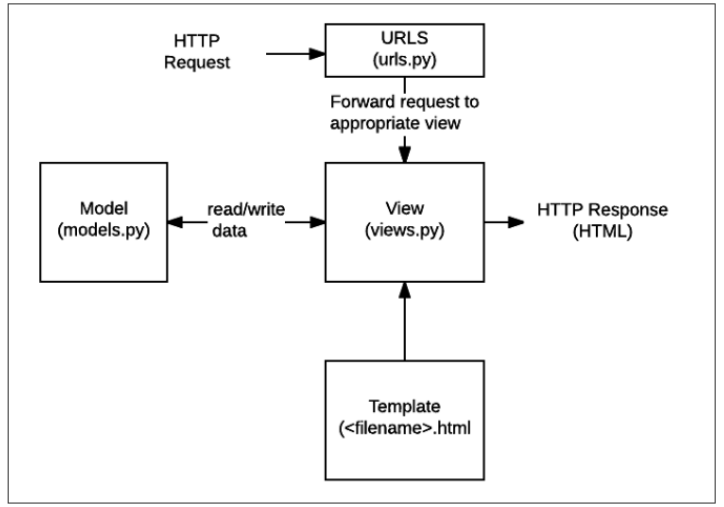 HTTP
Request
URLS
(urls.py)
Forward request to
appropriate view
Model
(models.py)
read/write
data
View
(views.py)
HTTP Response
(HTML)
Template
(<filename>.html